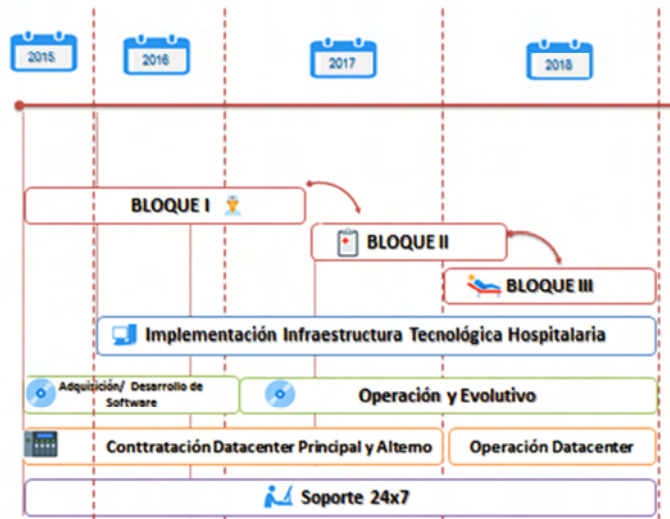 2015
2016
2017
2018
BLOQUE I
BLOQUE II
BLOQUE III
Implementación Infraestructura Tecnológica Hospitalaria
Adquisición/ Desarrollo de
Software
Operación y Evolutivo
Conttratación Datacenter Principal y Alterno
Operación Datacenter
Soporte 24x7